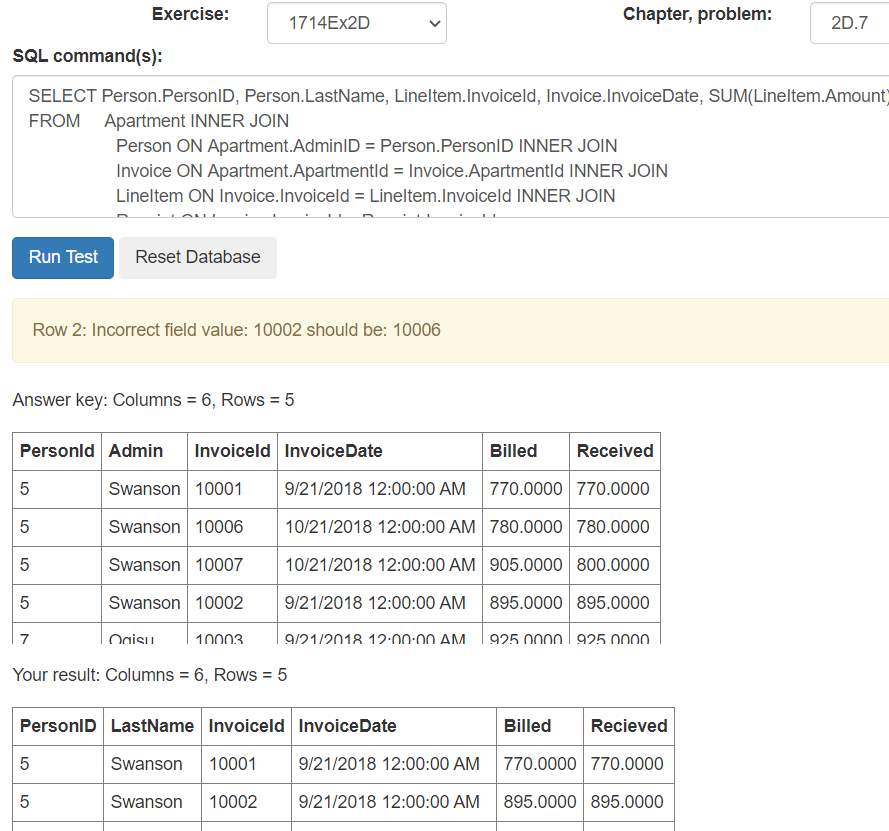 Exercise: 1714Ex2D Chapter, problem: 2D.7
SQL command(s):
SELECT Person.PersonID, Person.LastName, LineItem.InvoiceId, Invoice.InvoiceDate, SUM(LineItem.Amount)
FROM Apartment INNER JOIN
Person ON Apartment.AdminID = Person.PersonID INNER JOIN
Invoice ON Apartment.ApartmentId = Invoice.ApartmentId INNER JOIN
LineItem ON Invoice.InvoiceId = LineItem.InvoiceId INNER JOIN
Run Test Reset Database
Row 2: Incorrect field value: 10002 should be: 10006
Answer key: Columns = 6, Rows = 5
PersonId Admin InvoiceId InvoiceDate Billed Received
5 Swanson 10001 9/21/2018 12:00:00 AM 770.0000 770.0000
5 Swanson 10006 10/21/2018 12:00:00 AM 780.0000 780.0000
5 Swanson 10007 10/21/2018 12:00:00 AM 905.0000 800.0000
5 Swanson 10002 9/21/2018 12:00:00 AM 895.0000 895.0000
7 Ogisu 10003 9/21/2018 12:00:00 AM 925.0000 925.0000
Your result: Columns = 6, Rows = 5
PersonID LastName InvoiceId InvoiceDate Billed Recieved
5 Swanson 10001 9/21/2018 12:00:00 AM 770.0000 770.0000
5 Swanson 10002 9/21/2018 12:00:00 AM 895.0000 895.0000